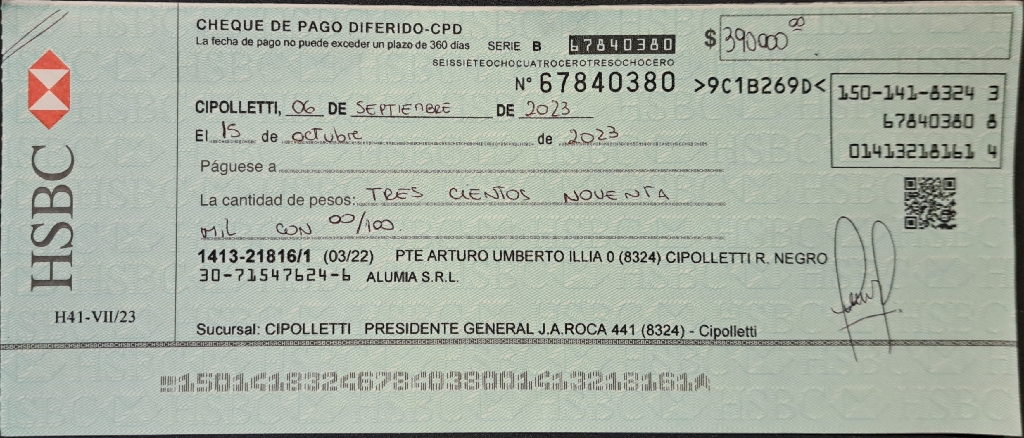 CHEQUE DE PAGO DIFERIDO-CPD
La fecha de pago no puede exceder un plazo de 360 días SERIE B 67840380
SEISSIETEOCHOCUATROCEROTRESOCHOCERO
$ 390000 00
Nº 67840380 >9C1B269D<
150-141-8324 3
67840380 8
01413218161 4
CIPOLLETTI, 06 DE SEPTIEMBRE DE 2023
El 15 de octubre de 2023
Páguese a
La cantidad de pesos: TRES CIENTOS NOVENTA
MIL CON 00/100
1413-21816/1 (03/22) PTE ARTURO UMBERTO ILLIA 0 (8324) CIPOLLETTI R. NEGRO
30-71547624-6 ALUMIA S.R.L.
Sucursal: CIPOLLETTI PRESIDENTE GENERAL J.A.ROCA 441 (8324) - Cipolletti
HSBC
H41-VII/23
15014183246784038001413218161